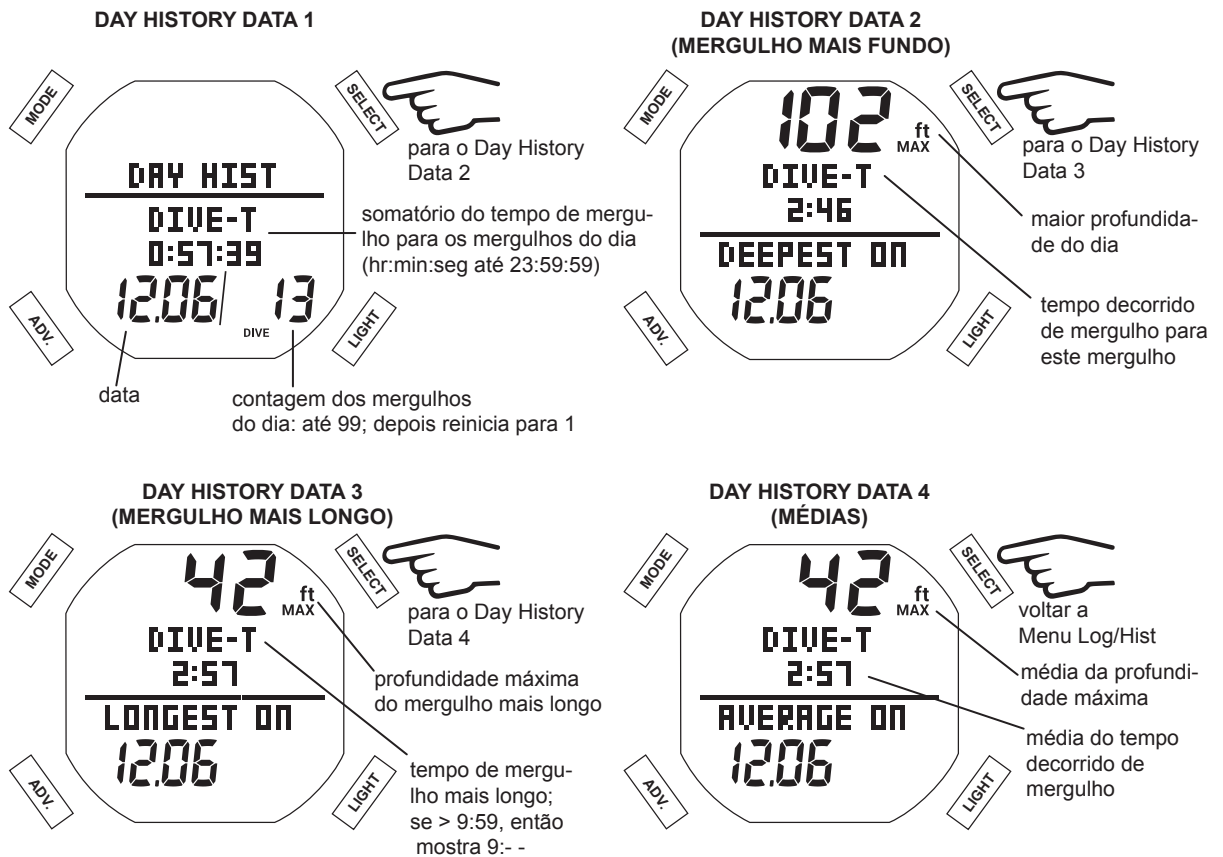 DAY HISTORY DATA 1
MODE
SELECT
para o Day History
Data 2
DAY HIST
DIVE-T
0:57:39
12.06
13
DIVE
somatório do tempo de mergu-
lho para os mergulhos do dia
(hr:min:seg até 23:59:59)
ADV.
LIGHT
data
contagem dos mergulhos
do dia: até 99; depois reinicia para 1
DAY HISTORY DATA 2
(MERGULHO MAIS FUNDO)
MODE
SELECT
102
ft
MAX
para o Day History
Data 3
DIVE-T
2:46
maior profundida-
de do dia
DEEPEST ON
12.06
tempo decorrido
de mergulho para
este mergulho
ADV.
LIGHT
DAY HISTORY DATA 3
(MERGULHO MAIS LONGO)
MODE
SELECT
42
ft
MAX
para o Day History
Data 4
DIVE-T
2:57
profundidade máxima
do mergulho mais longo
LONGEST ON
12.06
tempo de mergu-
lho mais longo;
se > 9:59, então
mostra 9:- -
ADV.
LIGHT
DAY HISTORY DATA 4
(MÉDIAS)
MODE
SELECT
42
ft
MAX
voltar a
Menu Log/Hist
DIVE-T
2:57
média da profundi-
dade máxima
AVERAGE ON
12.06
média do tempo
decorrido de
mergulho
ADV.
LIGHT